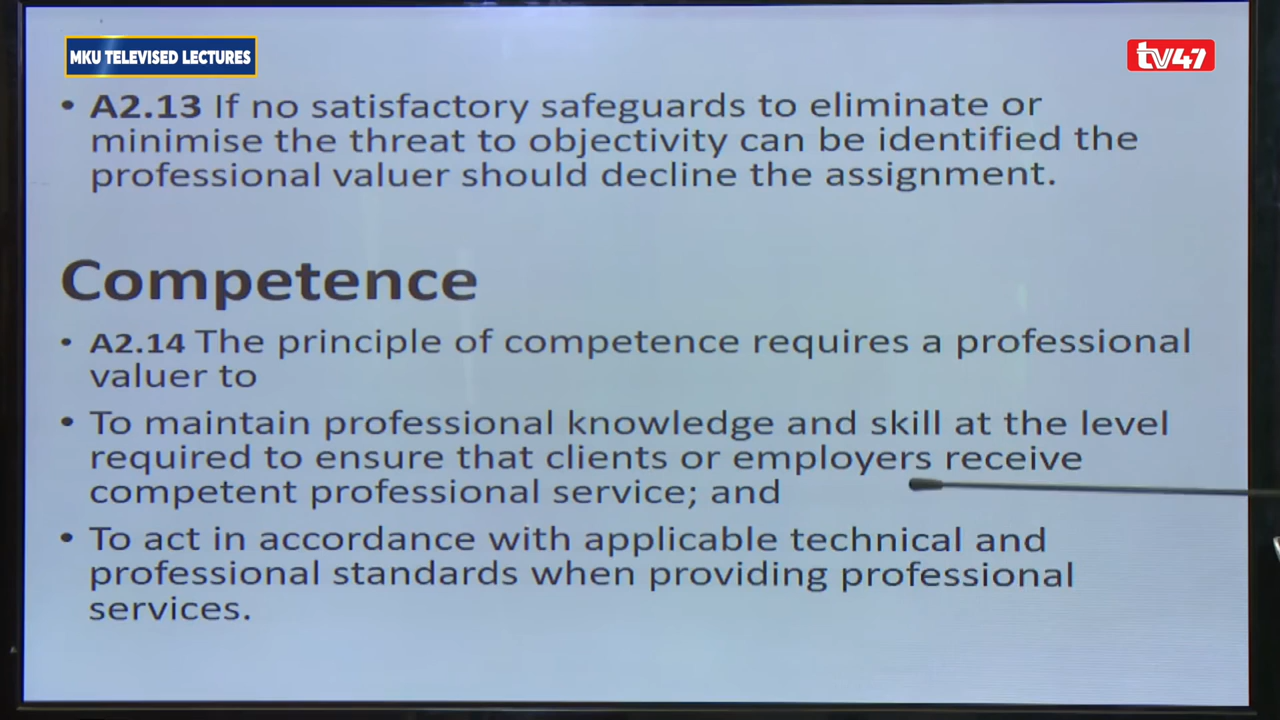 MKU TELEVISED LECTURES
tv47
• A2.13 If no satisfactory safeguards to eliminate or
minimise the threat to objectivity can be identified the
professional valuer should decline the assignment.
Competence
• A2.14 The principle of competence requires a professional
valuer to
• To maintain professional knowledge and skill at the level
required to ensure that clients or employers receive
competent professional service; and
• To act in accordance with applicable technical and
professional standards when providing professional
services.